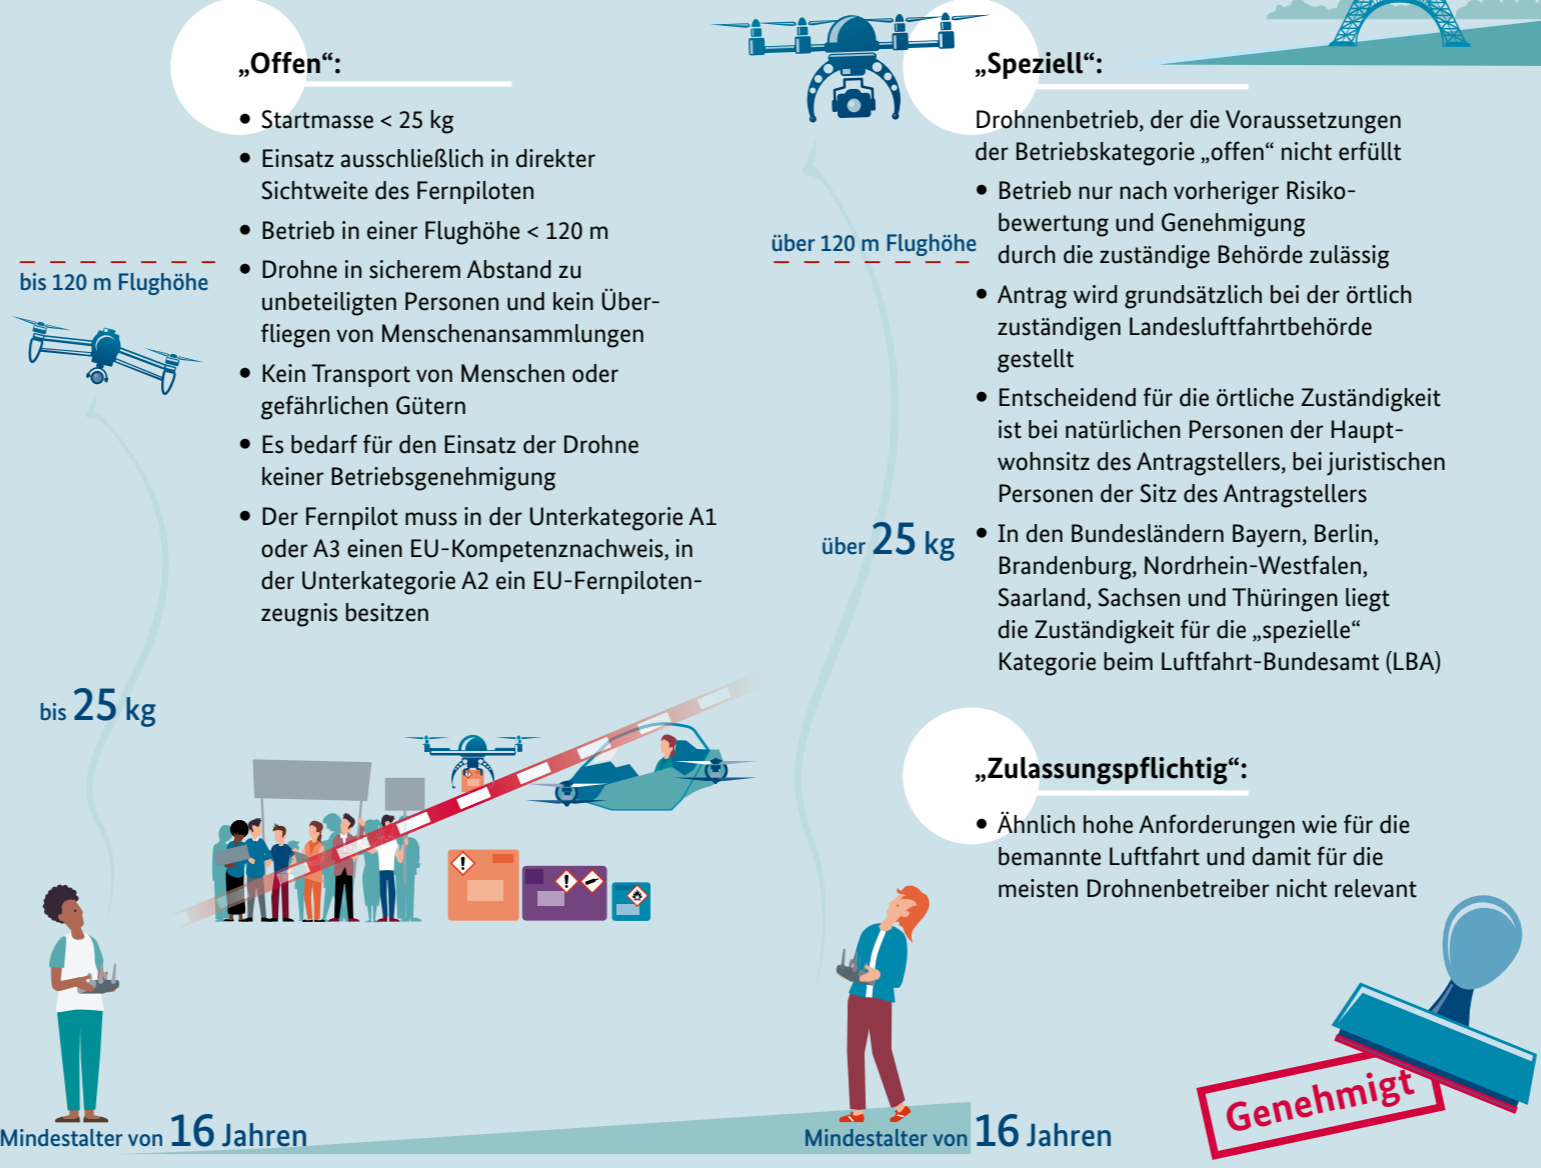 „Offen“:
• Startmasse < 25 kg
• Einsatz ausschließlich in direkter
Sichtweite des Fernpiloten
• Betrieb in einer Flughöhe < 120 m
• Drohne in sicherem Abstand zu
unbeteiligten Personen und kein Über-
fliegen von Menschenansammlungen
• Kein Transport von Menschen oder
gefährlichen Gütern
• Es bedarf für den Einsatz der Drohne
keiner Betriebsgenehmigung
• Der Fernpilot muss in der Unterkategorie A1
oder A3 einen EU-Kompetenznachweis, in
der Unterkategorie A2 ein EU-Fernpiloten-
zeugnis besitzen
bis 120 m Flughöhe
bis 25 kg
Mindestalter von 16 Jahren
„Speziell“:
Drohnenbetrieb, der die Voraussetzungen
der Betriebskategorie „offen“ nicht erfüllt
• Betrieb nur nach vorheriger Risiko-
bewertung und Genehmigung
durch die zuständige Behörde zulässig
• Antrag wird grundsätzlich bei der örtlich
zuständigen Landesluftfahrtbehörde
gestellt
• Entscheidend für die örtliche Zuständigkeit
ist bei natürlichen Personen der Haupt-
wohnsitz des Antragstellers, bei juristischen
Personen der Sitz des Antragstellers
• In den Bundesländern Bayern, Berlin,
Brandenburg, Nordrhein-Westfalen,
Saarland, Sachsen und Thüringen liegt
die Zuständigkeit für die „spezielle“
Kategorie beim Luftfahrt-Bundesamt (LBA)
über 120 m Flughöhe
über 25 kg
Mindestalter von 16 Jahren
„Zulassungspflichtig“:
• Ähnlich hohe Anforderungen wie für die
bemannte Luftfahrt und damit für die
meisten Drohnenbetreiber nicht relevant
Genehmigt